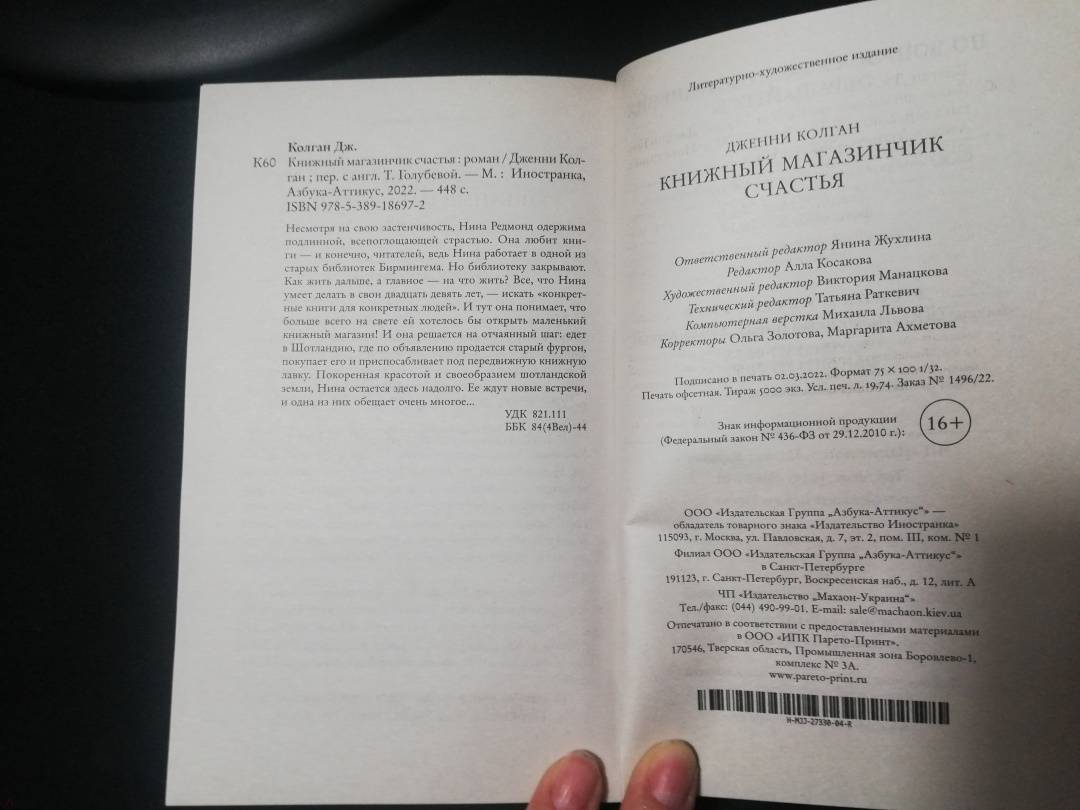 Колган Дж.
К60 Книжный магазинчик счастья : роман / Дженни Кол-
ган ; пер. с англ. Т. Голубевой. — М. : Иностранка,
Азбука-Аттикус, 2022. — 448 с.
ISBN 978-5-389-18697-2
Несмотря на свою застенчивость, Нина Редмонд одержима
подлинной, всепоглощающей страстью. Она любит кни-
ги — и конечно, читателей, ведь Нина работает в одной из
старых библиотек Бирмингема. Но библиотеку закрывают.
Как жить дальше, а главное — на что жить? Все, что Нина
умеет делать в свои двадцать девять лет, — искать «конкрет-
ные книги для конкретных людей». И тут она понимает, что
больше всего на свете ей хотелось бы открыть маленький
книжный магазин! И она решается на отчаянный шаг: едет
в Шотландию, где по объявлению продается старый фургон,
покупает его и приспосабливает под передвижную книжную
лавку. Покоренная красотой и своеобразием шотландской
земли, Нина остается здесь надолго. Ее ждут новые встречи,
и одна из них обещает очень многое...
УДК 821.111
ББК 84(4Вел)-44
Литературно-художественное издание
ДЖЕННИ КОЛГАН
КНИЖНЫЙ МАГАЗИНЧИК
СЧАСТЬЯ
Ответственный редактор Янина Жухлина
Редактор Алла Косакова
Художественный редактор Виктория Манацкова
Технический редактор Татьяна Раткевич
Компьютерная верстка Михаила Львова
Корректоры Ольга Золотова, Маргарита Ахметова
Подписано в печать 02.03.2022. Формат 75 × 100 1/32.
Печать офсетная. Тираж 5000 экз. Усл. печ. л. 19,74. Заказ № 1496/22.
Знак информационной продукции
(Федеральный закон № 436-ФЗ от 29.12.2010 г.): 16+
ООО «Издательская Группа „Азбука-Аттикус“» —
обладатель товарного знака «Издательство Иностранка»
115093, г. Москва, ул. Павловская, д. 7, эт. 2, пом. III, ком. № 1
Филиал ООО «Издательская Группа „Азбука-Аттикус“»
в Санкт-Петербурге
191123, г. Санкт-Петербург, Воскресенская наб., д. 12, лит. А
ЧП «Издательство „Махаон-Украина“»
Тел./факс: (044) 490-99-01. E-mail: sale@machaon.kiev.ua
Отпечатано в соответствии с предоставленными материалами
в ООО «ИПК Парето-Принт».
170546, Тверская область, Промышленная зона Боровлево-1,
комплекс № 3А.
www.pareto-print.ru
H-MJJ-27330-04-R